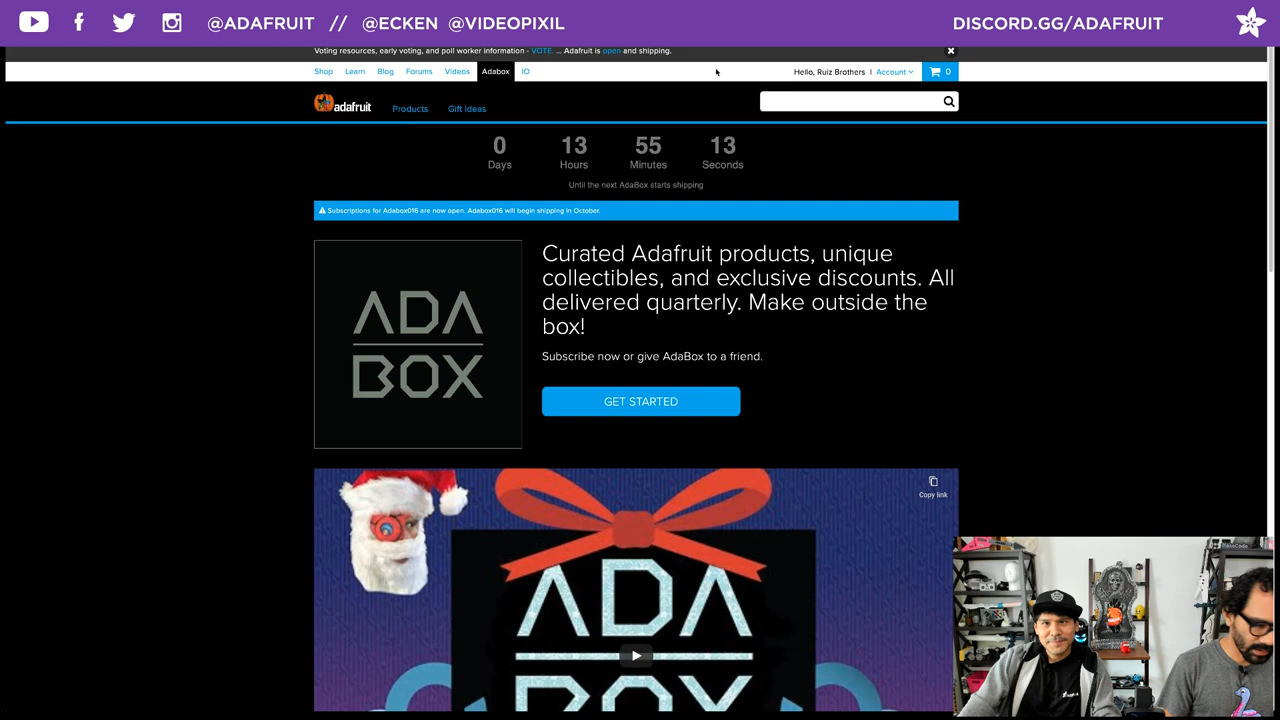 @ADAFRUIT // @ECKEN @VIDEOPIXIL
DISCORD.GG/ADAFRUIT
Voting resources, early voting, and poll worker information - VOTE. ... Adafruit is open and shipping.
Shop Learn Blog Forums Videos Adabox IO
Hello, Ruiz Brothers | Account 0
adafruit Products Gift Ideas
0 13 55 13
Days Hours Minutes Seconds
Until the next AdaBox starts shipping
Subscriptions for Adabox016 are now open. Adabox016 will begin shipping in October.
ADA
BOX
Curated Adafruit products, unique
collectibles, and exclusive discounts. All
delivered quarterly. Make outside the
box!
Subscribe now or give AdaBox to a friend.
GET STARTED
Copy link
ADA
BOX